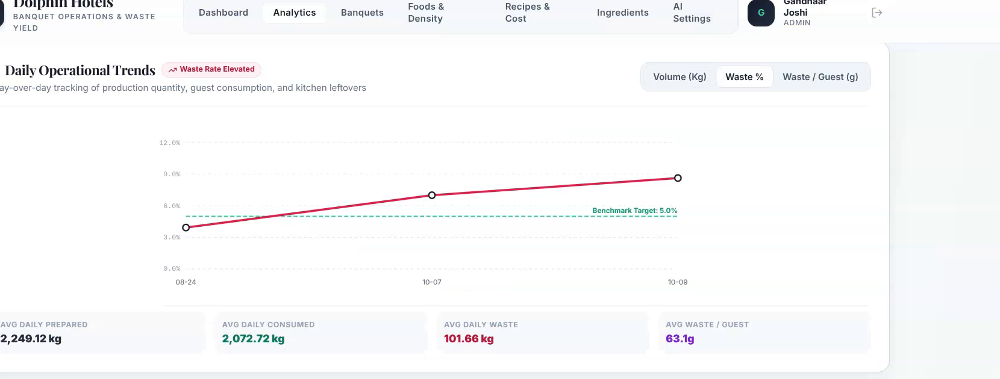 Dolphin Hotels
BANQUET OPERATIONS & WASTE
YIELD
Dashboard
Analytics
Banquets
Foods &
Density
Recipes &
Cost
Ingredients
AI
Settings
G
Gandhaar
Joshi
ADMIN
Daily Operational Trends
Waste Rate Elevated
ay-over-day tracking of production quantity, guest consumption, and kitchen leftovers
Volume (Kg)
Waste %
Waste / Guest (g)
12.0%
9.0%
6.0%
Benchmark Target: 5.0%
3.0%
0.0%
08-24
10-07
10-09
AVG DAILY PREPARED
2,249.12 kg
AVG DAILY CONSUMED
2,072.72 kg
AVG DAILY WASTE
101.66 kg
AVG WASTE / GUEST
63.1g